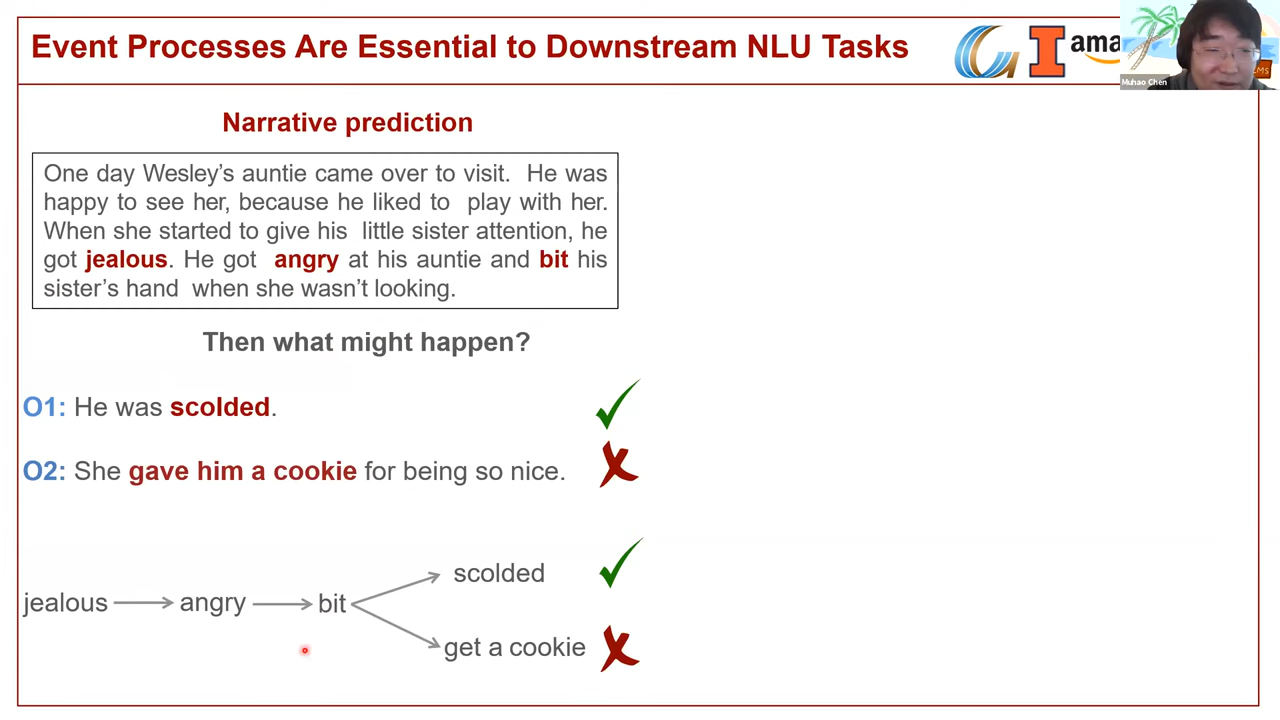 Event Processes Are Essential to Downstream NLU Tasks
ama
Muhao Chen
Narrative prediction
One day Wesley's auntie came over to visit. He was
happy to see her, because he liked to play with her.
When she started to give his little sister attention, he
got jealous. He got angry at his auntie and bit his
sister's hand when she wasn't looking.
Then what might happen?
O1: He was scolded.
O2: She gave him a cookie for being so nice.
scolded
jealous angry bit
get a cookie